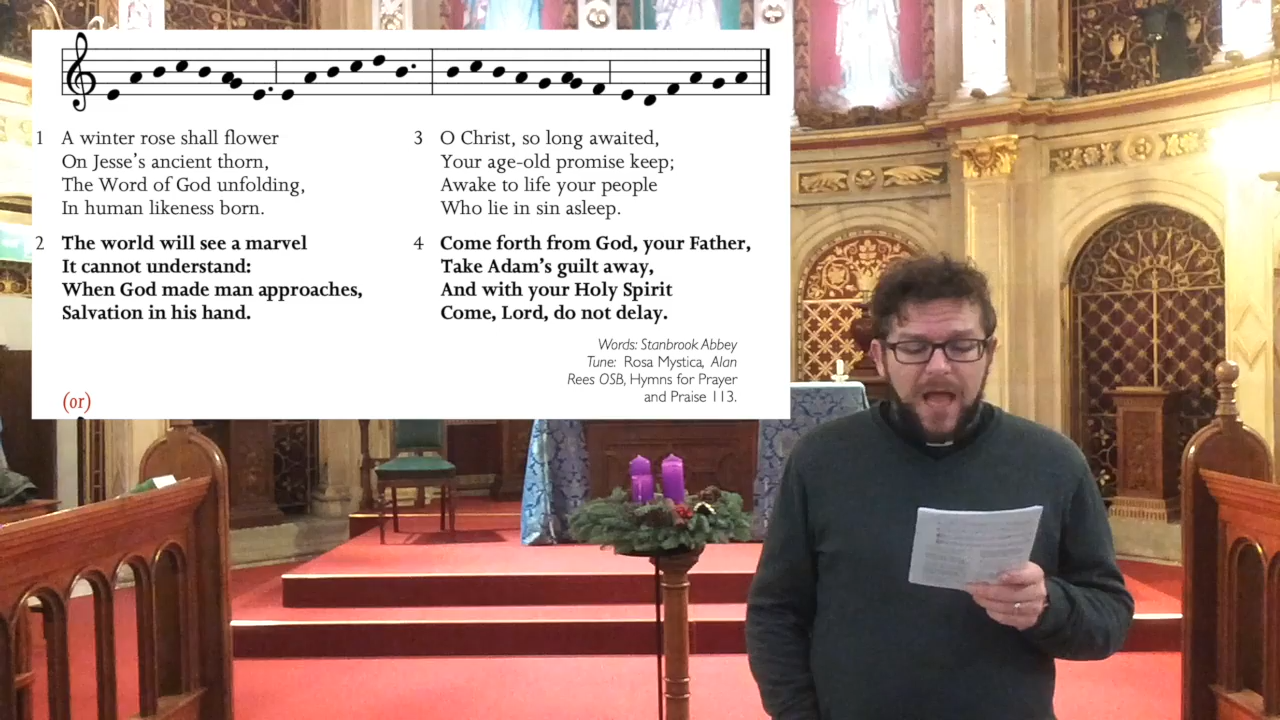 1 A winter rose shall flower
On Jesse's ancient thorn,
The Word of God unfolding,
In human likeness born.
2 The world will see a marvel
It cannot understand:
When God made man approaches,
Salvation in his hand.
3 O Christ, so long awaited,
Your age-old promise keep;
Awake to life your people
Who lie in sin asleep.
4 Come forth from God, your Father,
Take Adam's guilt away,
And with your Holy Spirit
Come, Lord, do not delay.
Words: Stanbrook Abbey
Tune: Rosa Mystica, Alan
Rees OSB, Hymns for Prayer
and Praise 113.
(or)